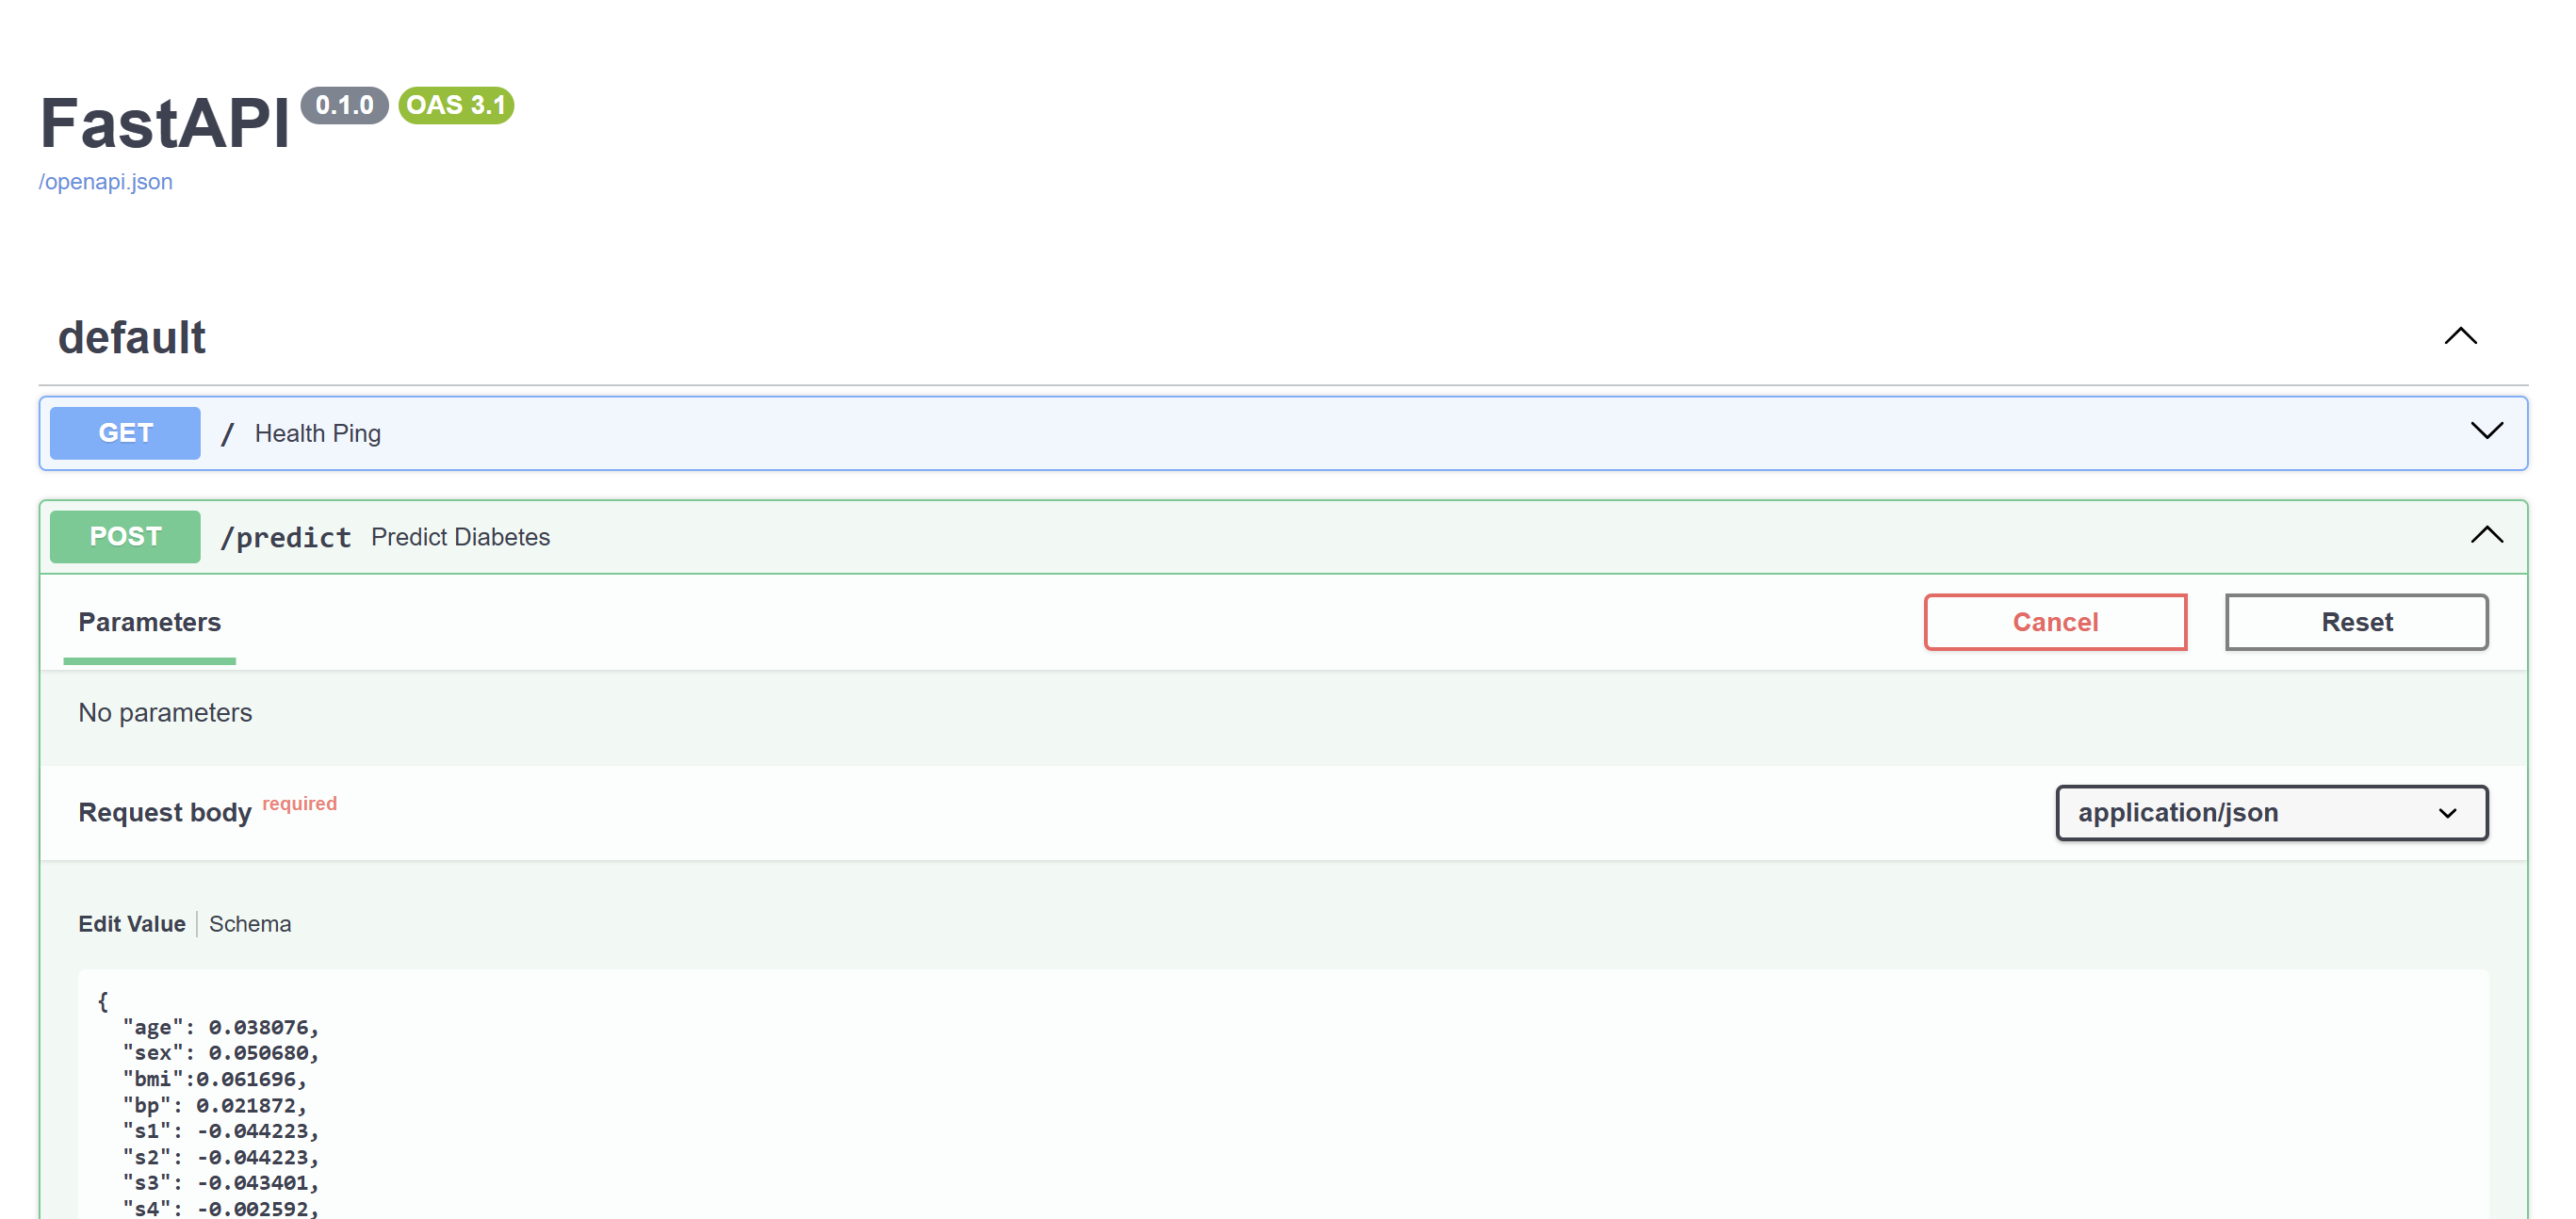 FastAPI 0.1.0 OAS 3.1
/openapi.json
default
GET / Health Ping
POST /predict Predict Diabetes
Parameters Cancel Reset
No parameters
Request body required application/json
Edit Value Schema
{
"age": 0.038076,
"sex": 0.050680,
"bmi":0.061696,
"bp": 0.021872,
"s1": -0.044223,
"s2": -0.044223,
"s3": -0.043401,
"s4": -0.002592,